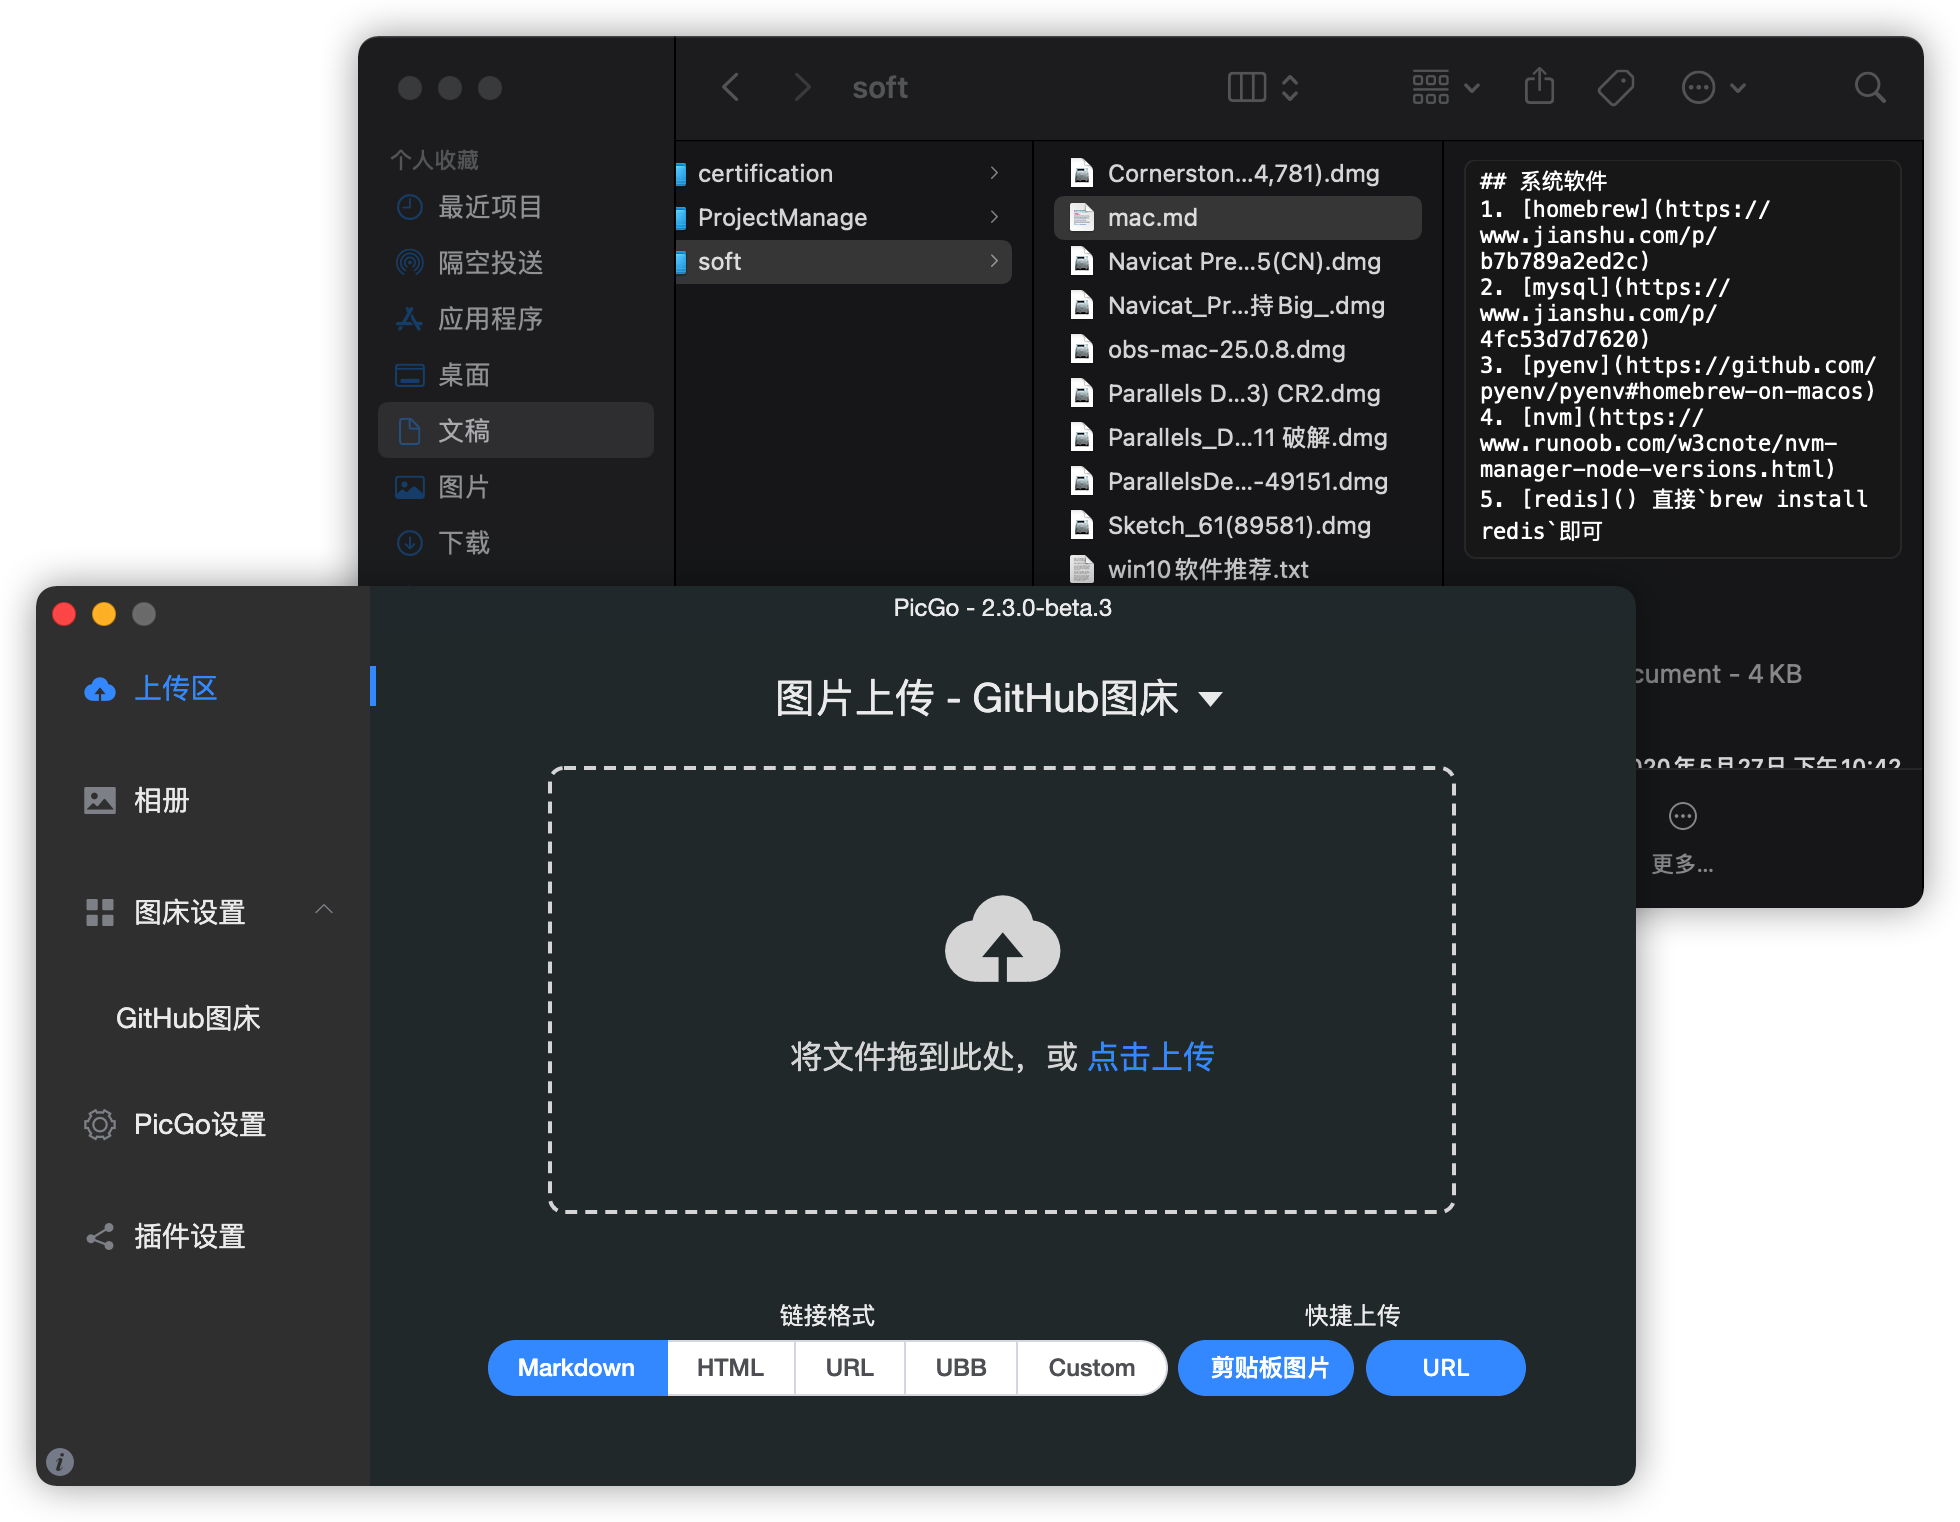 soft
个人收藏
最近项目
隔空投送
应用程序
桌面
文稿
图片
下载
certification
ProjectManage
soft
Cornerston...4,781).dmg
mac.md
Navicat Pre...5(CN).dmg
Navicat_Pr...持Big_.dmg
obs-mac-25.0.8.dmg
Parallels D...3) CR2.dmg
Parallels_D...11 破解.dmg
ParallelsDe...-49151.dmg
Sketch_61(89581).dmg
win10软件推荐.txt
## 系统软件
1. [homebrew](https://
www.jianshu.com/p/
b7b789a2ed2c)
2. [mysql](https://
www.jianshu.com/p/
4fc53d7d7620)
3. [pyenv](https://github.com/
pyenv/pyenv#homebrew-on-macos)
4. [nvm](https://
www.runoob.com/w3cnote/nvm-
manager-node-versions.html)
5. [redis]() 直接`brew install
redis`即可
cument - 4 KB
020年5月27日 下午10:42
更多...
PicGo - 2.3.0-beta.3
上传区
相册
图床设置
GitHub图床
PicGo设置
插件设置
图片上传 - GitHub图床
将文件拖到此处，或 点击上传
链接格式
Markdown HTML URL UBB Custom
快捷上传
剪贴板图片 URL